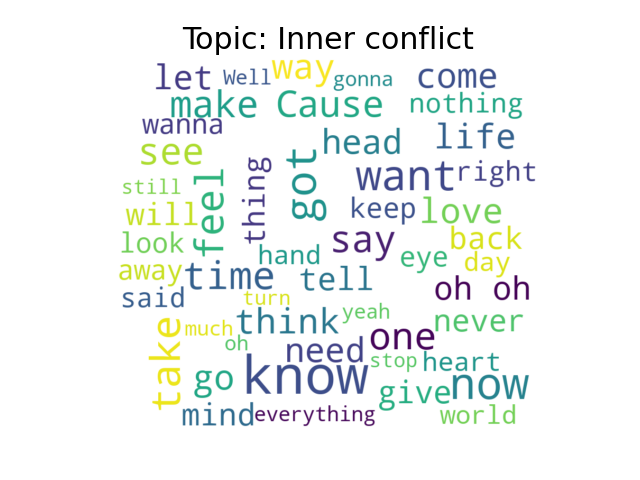 Topic: Inner conflict
let Well way gonna come
make Cause nothing
wanna head life
see thing got want right
still feel keep love
will say back
look hand eye day
away time tell oh oh
said turn
take much think yeah never
oh need one
go know stop heart
give now
mind everything world